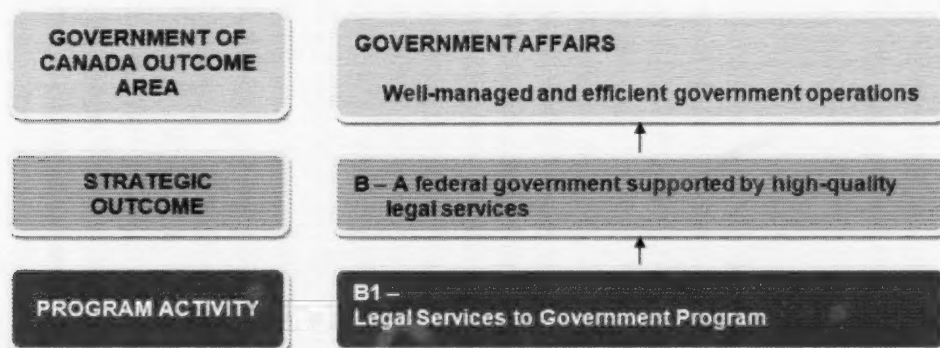 GOVERNMENT OF
CANADA OUTCOME
AREA
GOVERNMENT AFFAIRS
Well-managed and efficient government operations
STRATEGIC
OUTCOME
B – A federal government supported by high-quality
legal services
PROGRAM ACTIVITY
B1 –
Legal Services to Government Program